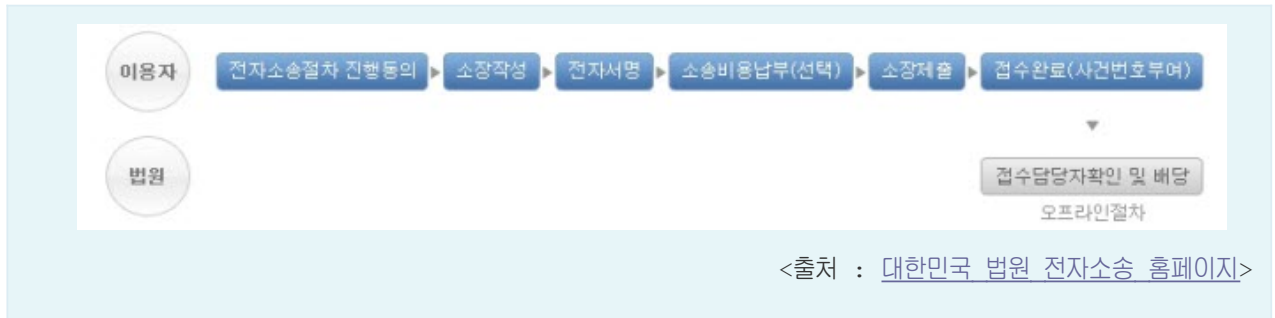 이용자
전자소송절차 진행동의 ▶ 소장작성 ▶ 전자서명 ▶ 소송비용납부(선택) ▶ 소장제출 ▶ 접수완료(사건번호부여)
▼
법원
접수담당자확인 및 배당
오프라인절차
<출처 : 대한민국 법원 전자소송 홈페이지>